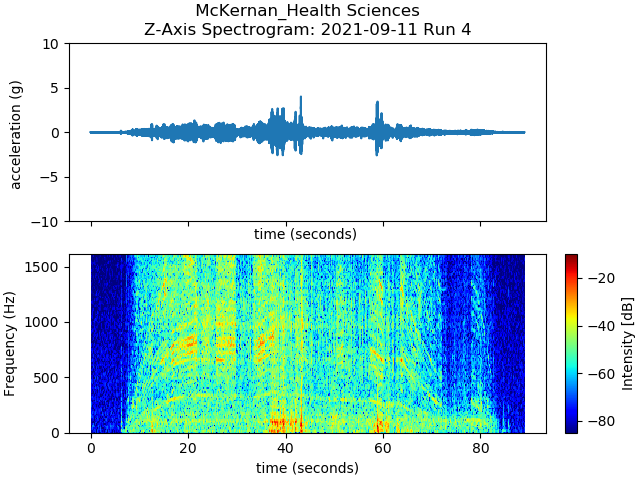 McKernan_Health Sciences
Z-Axis Spectrogram: 2021-09-11 Run 4
10
5
0
−5
−10
acceleration (g)
time (seconds)
1500
1000
500
0
Frequency (Hz)
0
20
40
60
80
time (seconds)
−20
−40
−60
−80
Intensity [dB]